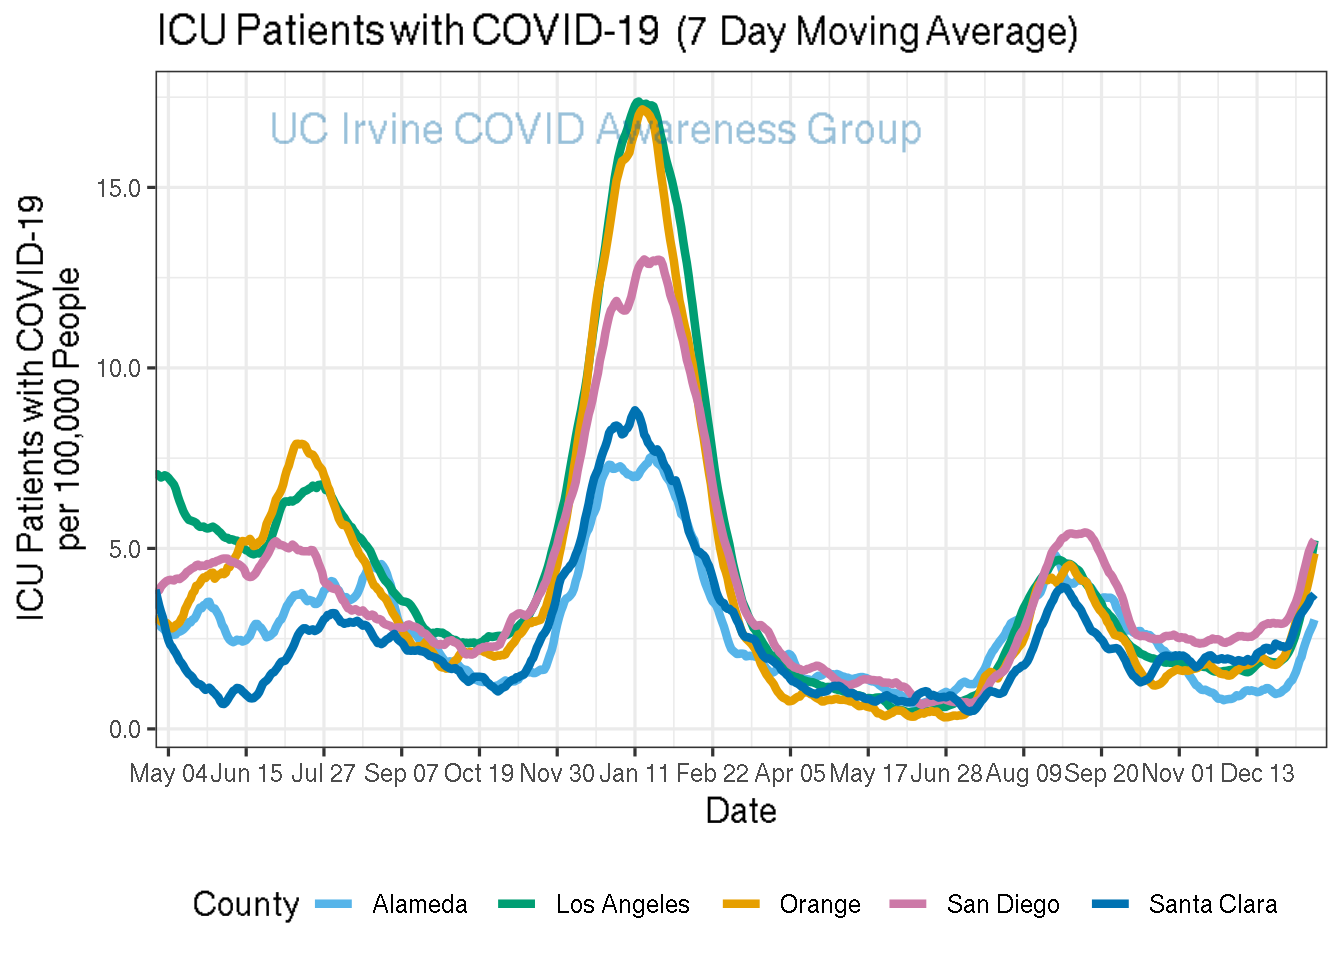 ICU Patients with COVID-19 (7 Day Moving Average)
UC Irvine COVID Awareness Group
ICU Patients with COVID-19
per 100,000 People
15.0
10.0
5.0
0.0
May 04 Jun 15 Jul 27 Sep 07 Oct 19 Nov 30 Jan 11 Feb 22 Apr 05 May 17 Jun 28 Aug 09 Sep 20 Nov 01 Dec 13
Date
County Alameda Los Angeles Orange San Diego Santa Clara